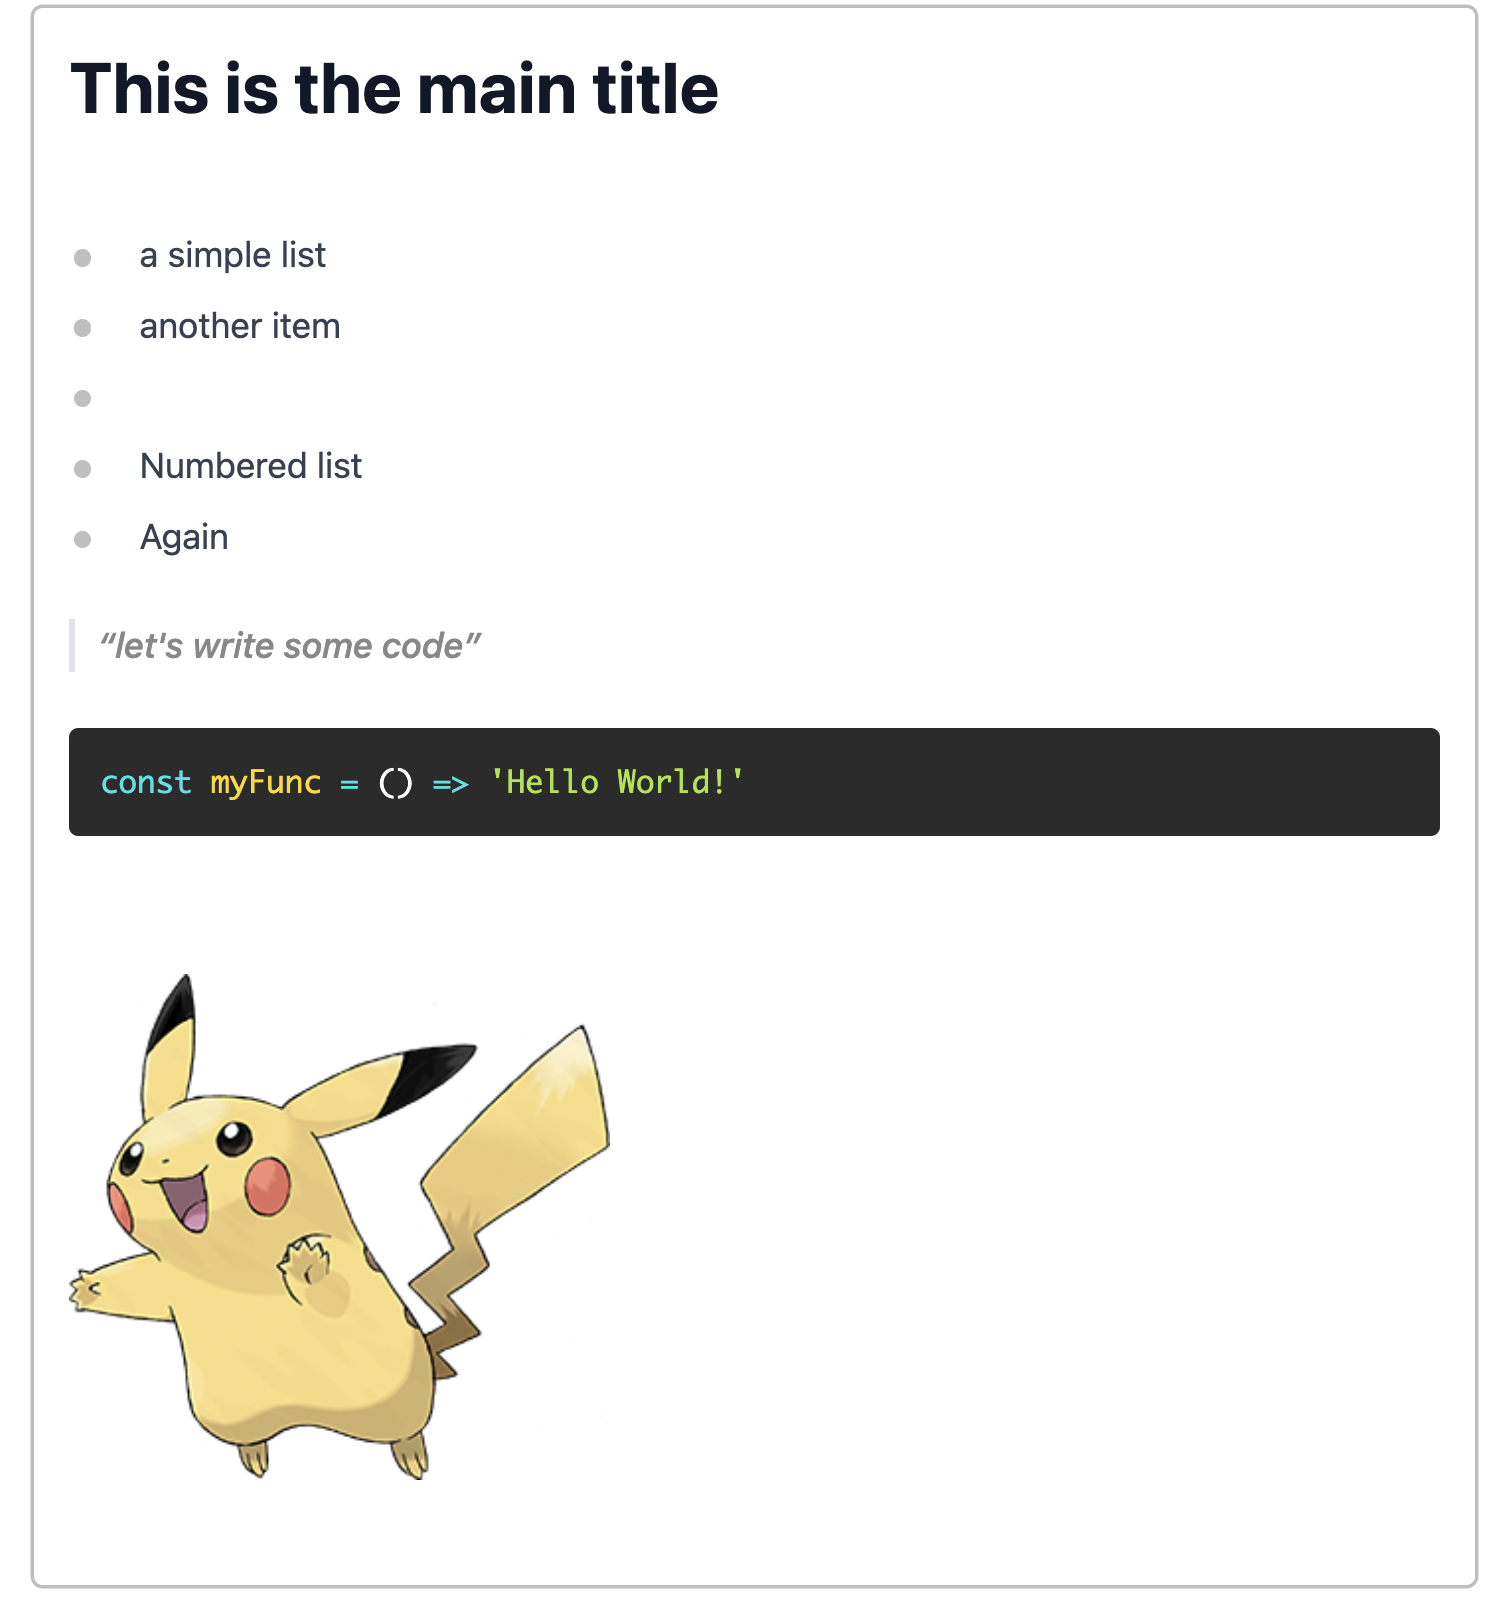 This is the main title
a simple list
another item
Numbered list
Again
“let's write some code”
const myFunc = () => 'Hello World!'